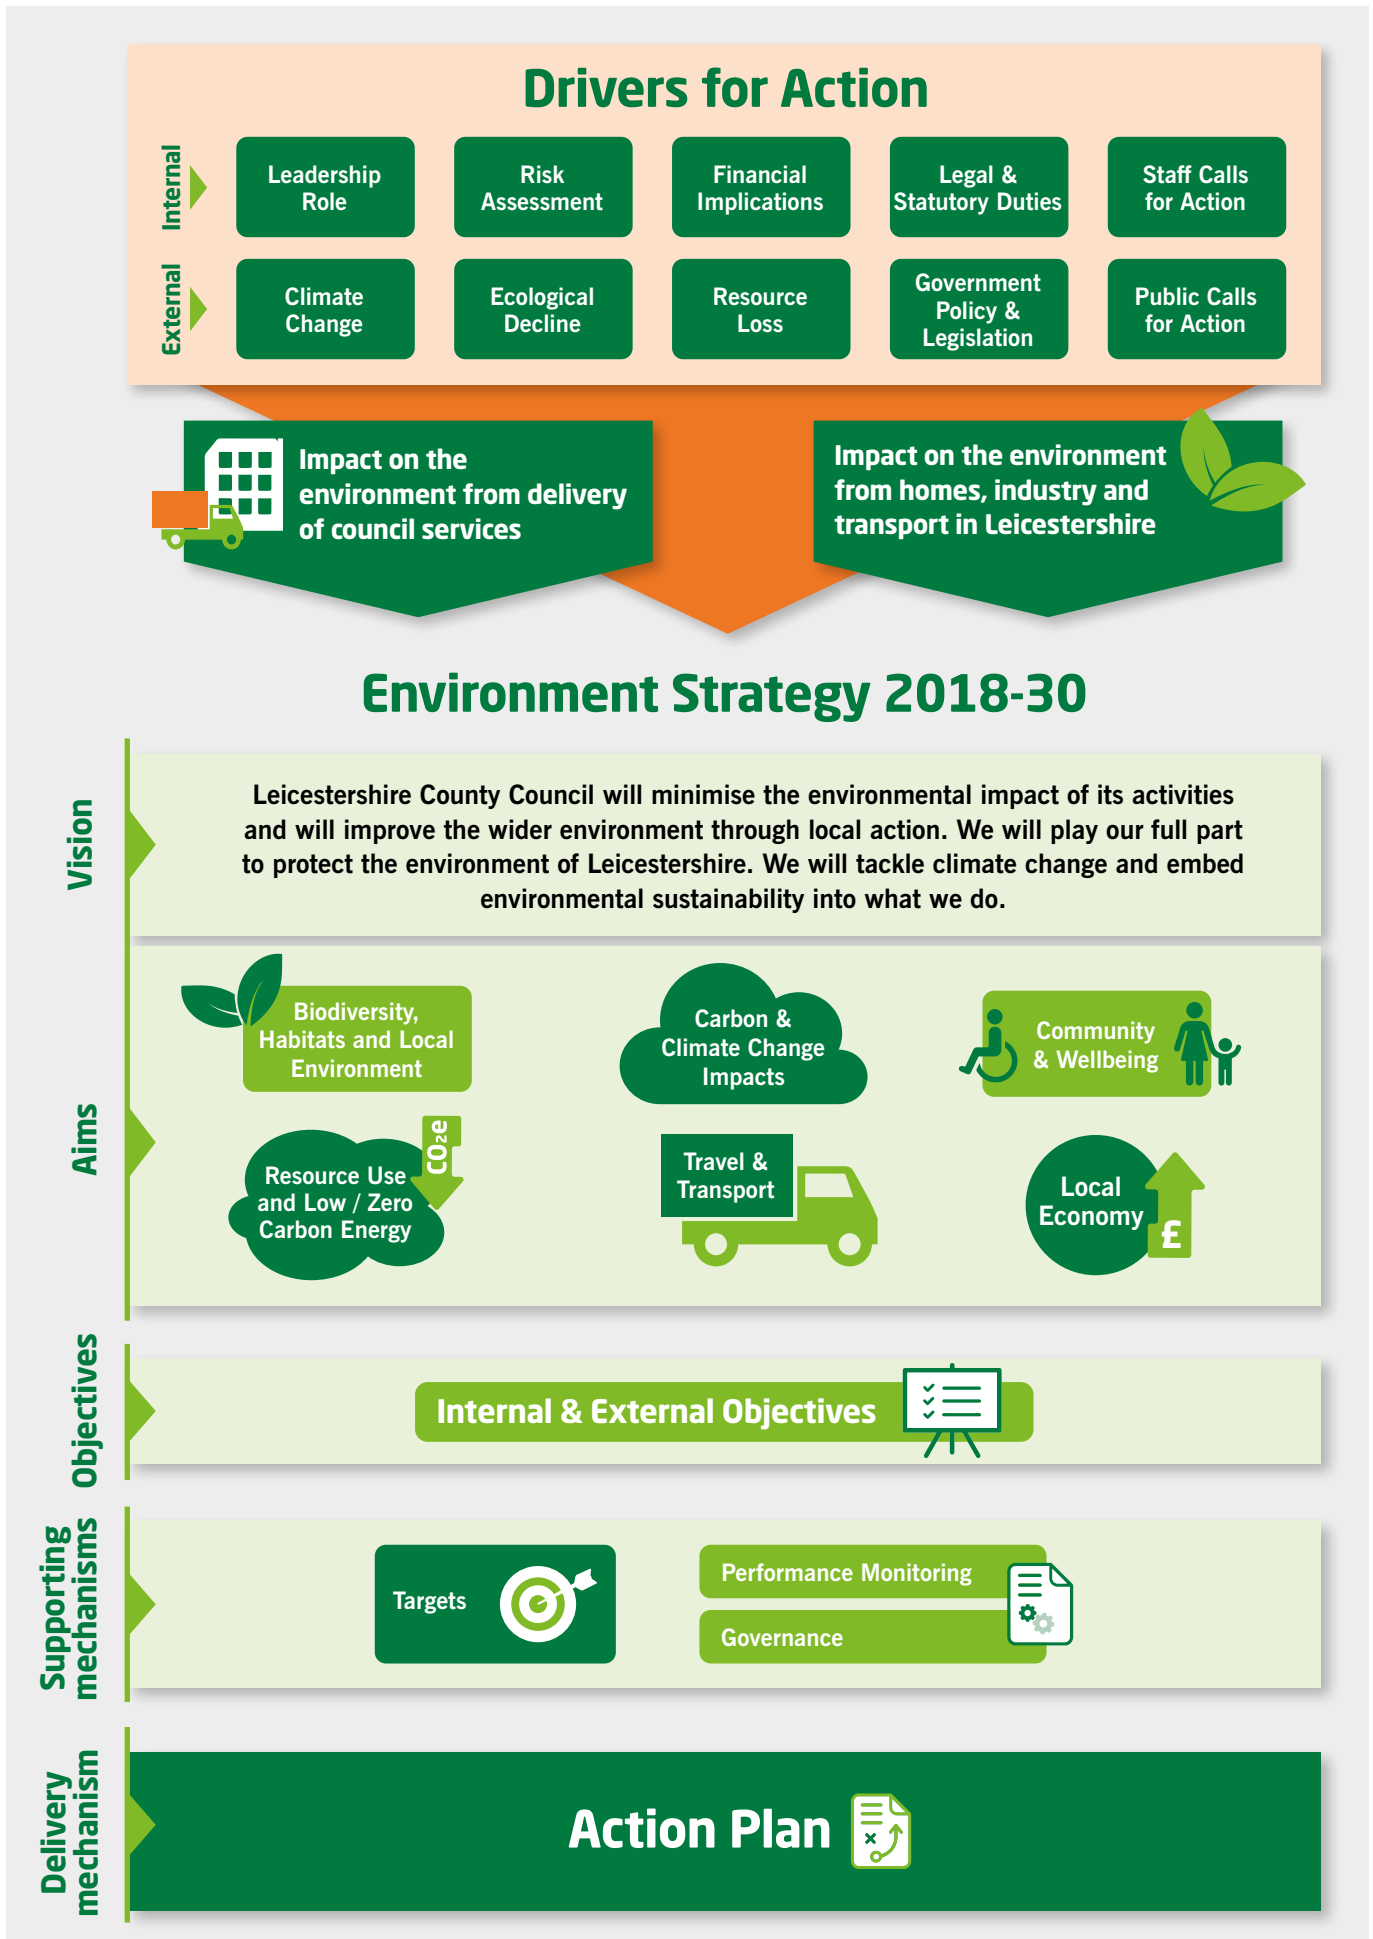 Drivers for Action
Internal
Leadership
Role
Risk
Assessment
Financial
Implications
Legal &
Statutory Duties
Staff Calls
for Action
External
Climate
Change
Ecological
Decline
Resource
Loss
Government
Policy &
Legislation
Public Calls
for Action
Impact on the
environment from delivery
of council services
Impact on the environment
from homes, industry and
transport in Leicestershire
Environment Strategy 2018-30
Vision
Leicestershire County Council will minimise the environmental impact of its activities
and will improve the wider environment through local action. We will play our full part
to protect the environment of Leicestershire. We will tackle climate change and embed
environmental sustainability into what we do.
Aims
Biodiversity,
Habitats and Local
Environment
Carbon &
Climate Change
Impacts
Community
& Wellbeing
Resource Use
and Low / Zero
Carbon Energy
CO₂e
Travel &
Transport
Local
Economy
£
Objectives
Internal & External Objectives
Supporting
mechanisms
Targets
Performance Monitoring
Governance
Delivery
mechanism
Action Plan